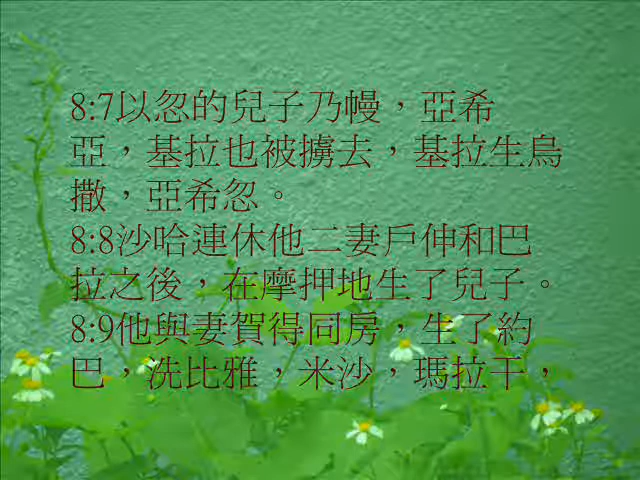 8:7以忽的兒子乃幔，亞希
亞，基拉也被擄去，基拉生烏
撒，亞希忽。
8:8沙哈連休他二妻戶伸和巴
拉之後，在摩押地生了兒子。
8:9他與妻賀得同房，生了約
巴，洗比雅，米沙，瑪拉干，